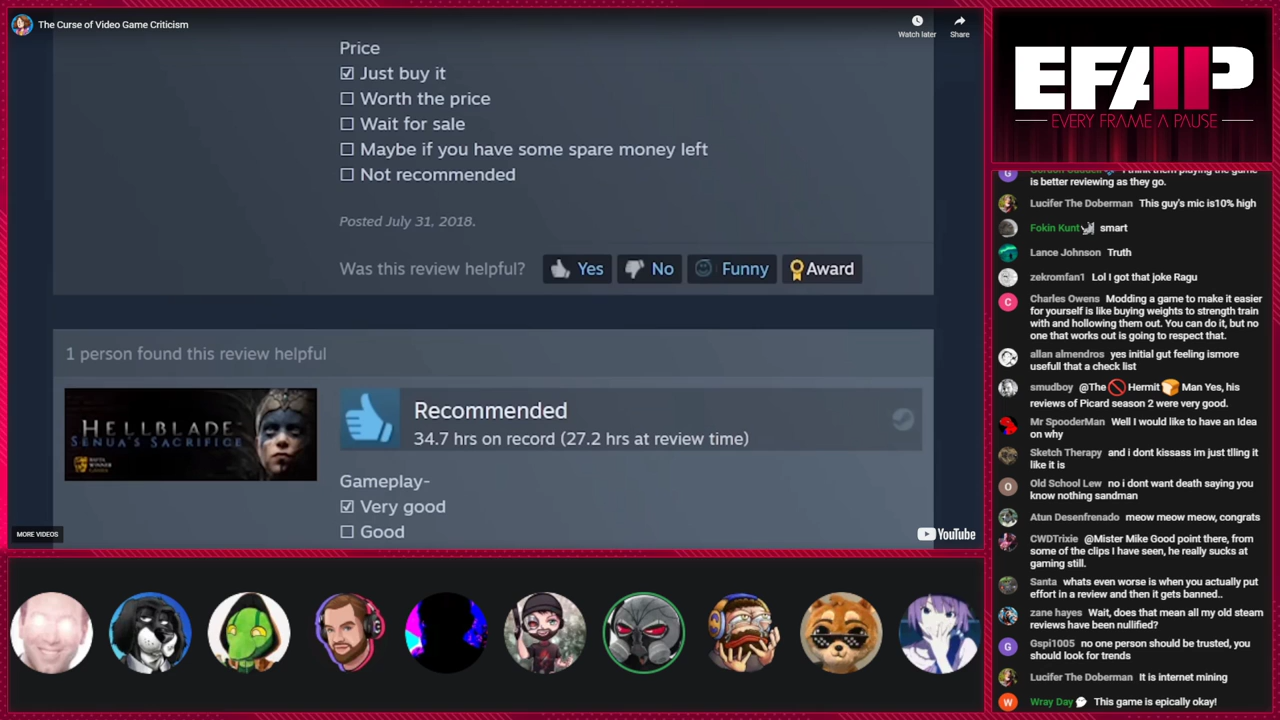 The Curse of Video Game Criticism
Watch later
Share
Price
☑ Just buy it
☐ Worth the price
☐ Wait for sale
☐ Maybe if you have some spare money left
☐ Not recommended
Posted July 31, 2018.
Was this review helpful? Yes No Funny Award
1 person found this review helpful
HELLBLADE
SENUA'S SACRIFICE
Recommended
34.7 hrs on record (27.2 hrs at review time)
Gameplay-
☑ Very good
☐ Good
MORE VIDEOS
YouTube
EFAP
EVERY FRAME A PAUSE
I think them playing the game
is better reviewing as they go.
Lucifer The Doberman This guy's mic is10% high
Fokin Kunt smart
Lance Johnson Truth
zekromfan1 Lol I got that joke Ragu
Charles Owens Modding a game to make it easier
for yourself is like buying weights to strength train
with and hollowing them out. You can do it, but no
one that works out is going to respect that.
allan almendros yes initial gut feeling ismore
usefull that a check list
smudboy @The 🚫 Hermit 🍞 Man Yes, his
reviews of Picard season 2 were very good.
Mr SpooderMan Well I would like to have an Idea
on why
Sketch Therapy and i dont kissass im just tlling it
like it is
Old School Lew no i dont want death saying you
know nothing sandman
Atun Desenfrenado meow meow meow, congrats
CWDTrixie @Mister Mike Good point there, from
some of the clips I have seen, he really sucks at
gaming still.
Santa whats even worse is when you actually put
effort in a review and then it gets banned..
zane hayes Wait, does that mean all my old steam
reviews have been nullified?
Gspi1005 no one person should be trusted, you
should look for trends
Lucifer The Doberman It is internet mining
Wray Day This game is epically okay!